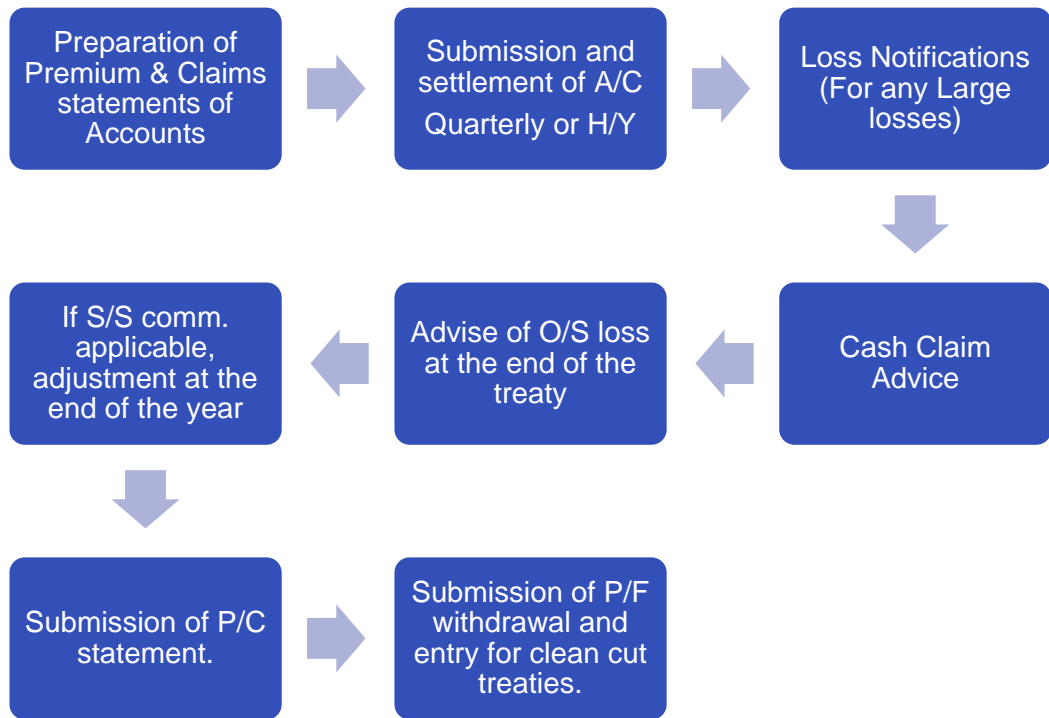 Preparation of
Premium & Claims
statements of
Accounts
Submission and
settlement of A/C
Quarterly or H/Y
Loss Notifications
(For any Large
losses)
Cash Claim
Advice
Advise of O/S loss
at the end of the
treaty
If S/S comm.
applicable,
adjustment at the
end of the year
Submission of P/C
statement.
Submission of P/F
withdrawal and
entry for clean cut
treaties.